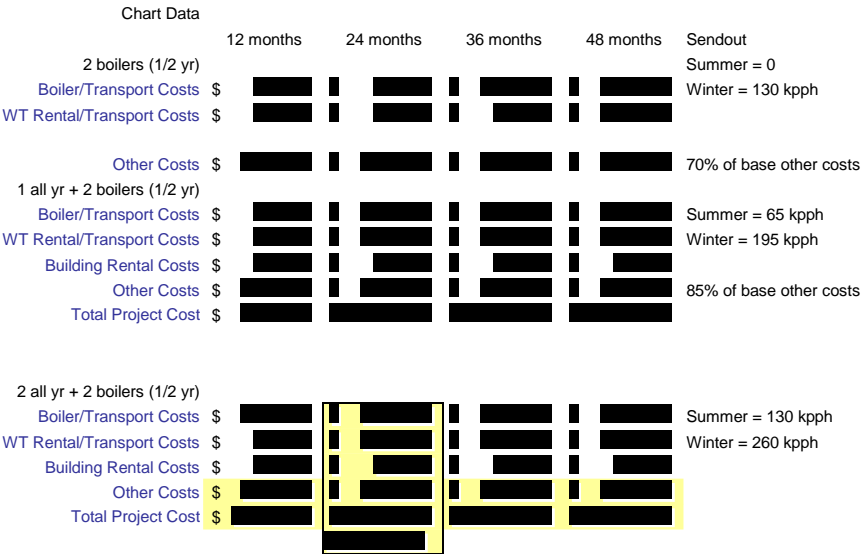 Chart Data
12 months 24 months 36 months 48 months Sendout
2 boilers (1/2 yr) Summer = 0
Boiler/Transport Costs $ Winter = 130 kpph
WT Rental/Transport Costs $
Other Costs $ 70% of base other costs
1 all yr + 2 boilers (1/2 yr)
Boiler/Transport Costs $ Summer = 65 kpph
WT Rental/Transport Costs $ Winter = 195 kpph
Building Rental Costs $
Other Costs $ 85% of base other costs
Total Project Cost $
2 all yr + 2 boilers (1/2 yr)
Boiler/Transport Costs $ Summer = 130 kpph
WT Rental/Transport Costs $ Winter = 260 kpph
Building Rental Costs $
Other Costs $
Total Project Cost $